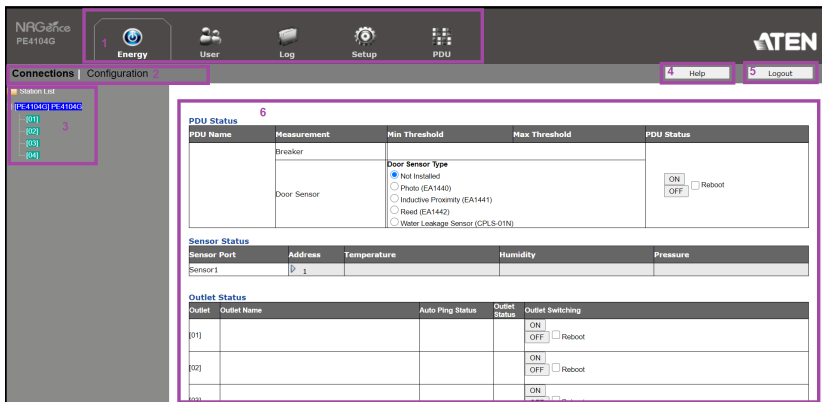 NRGence
PE4104G
1
Energy
User
Log
Setup
PDU
ATEN
Connections | Configuration 2
4 Help
5 Logout
Station List
[PE4104G] PE4104G
[01]
[02]
[03]
[04]
3
6
PDU Status
PDU Name Measurement Min Threshold Max Threshold PDU Status
Breaker
Door Sensor
Door Sensor Type
Not Installed
Photo (EA1440)
Inductive Proximity (EA1441)
Reed (EA1442)
Water Leakage Sensor (CPLS-01N)
ON
OFF Reboot
Sensor Status
Sensor Port Address Temperature Humidity Pressure
Sensor1 1
Outlet Status
Outlet Outlet Name Auto Ping Status Outlet Status Outlet Switching
[01]
ON
OFF Reboot
[02]
ON
OFF Reboot
ON